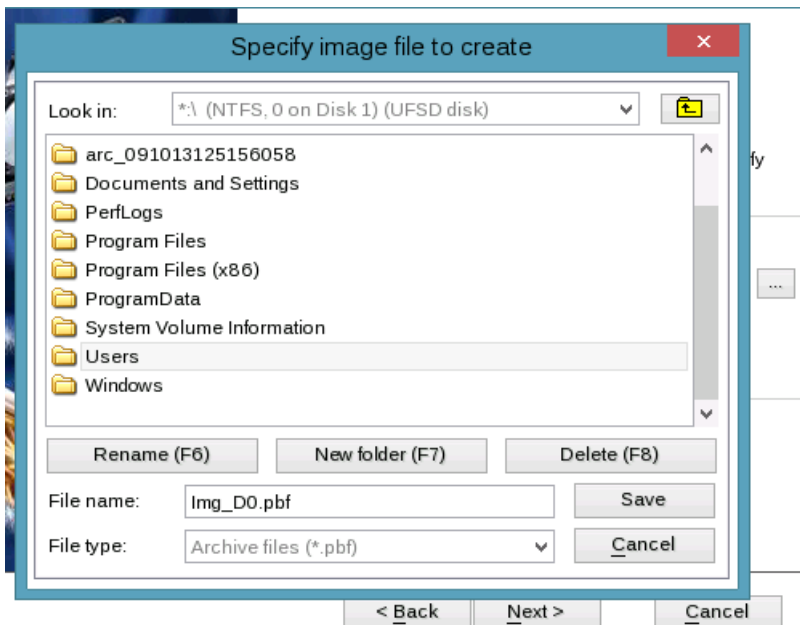 Specify image file to create
Look in: *:\ (NTFS, 0 on Disk 1) (UFSD disk)
arc_091013125156058
Documents and Settings
PerfLogs
Program Files
Program Files (x86)
ProgramData
System Volume Information
Users
Windows
Rename (F6) New folder (F7) Delete (F8)
File name: Img_D0.pbf Save
File type: Archive files (*.pbf) Cancel
...
< Back Next > Cancel